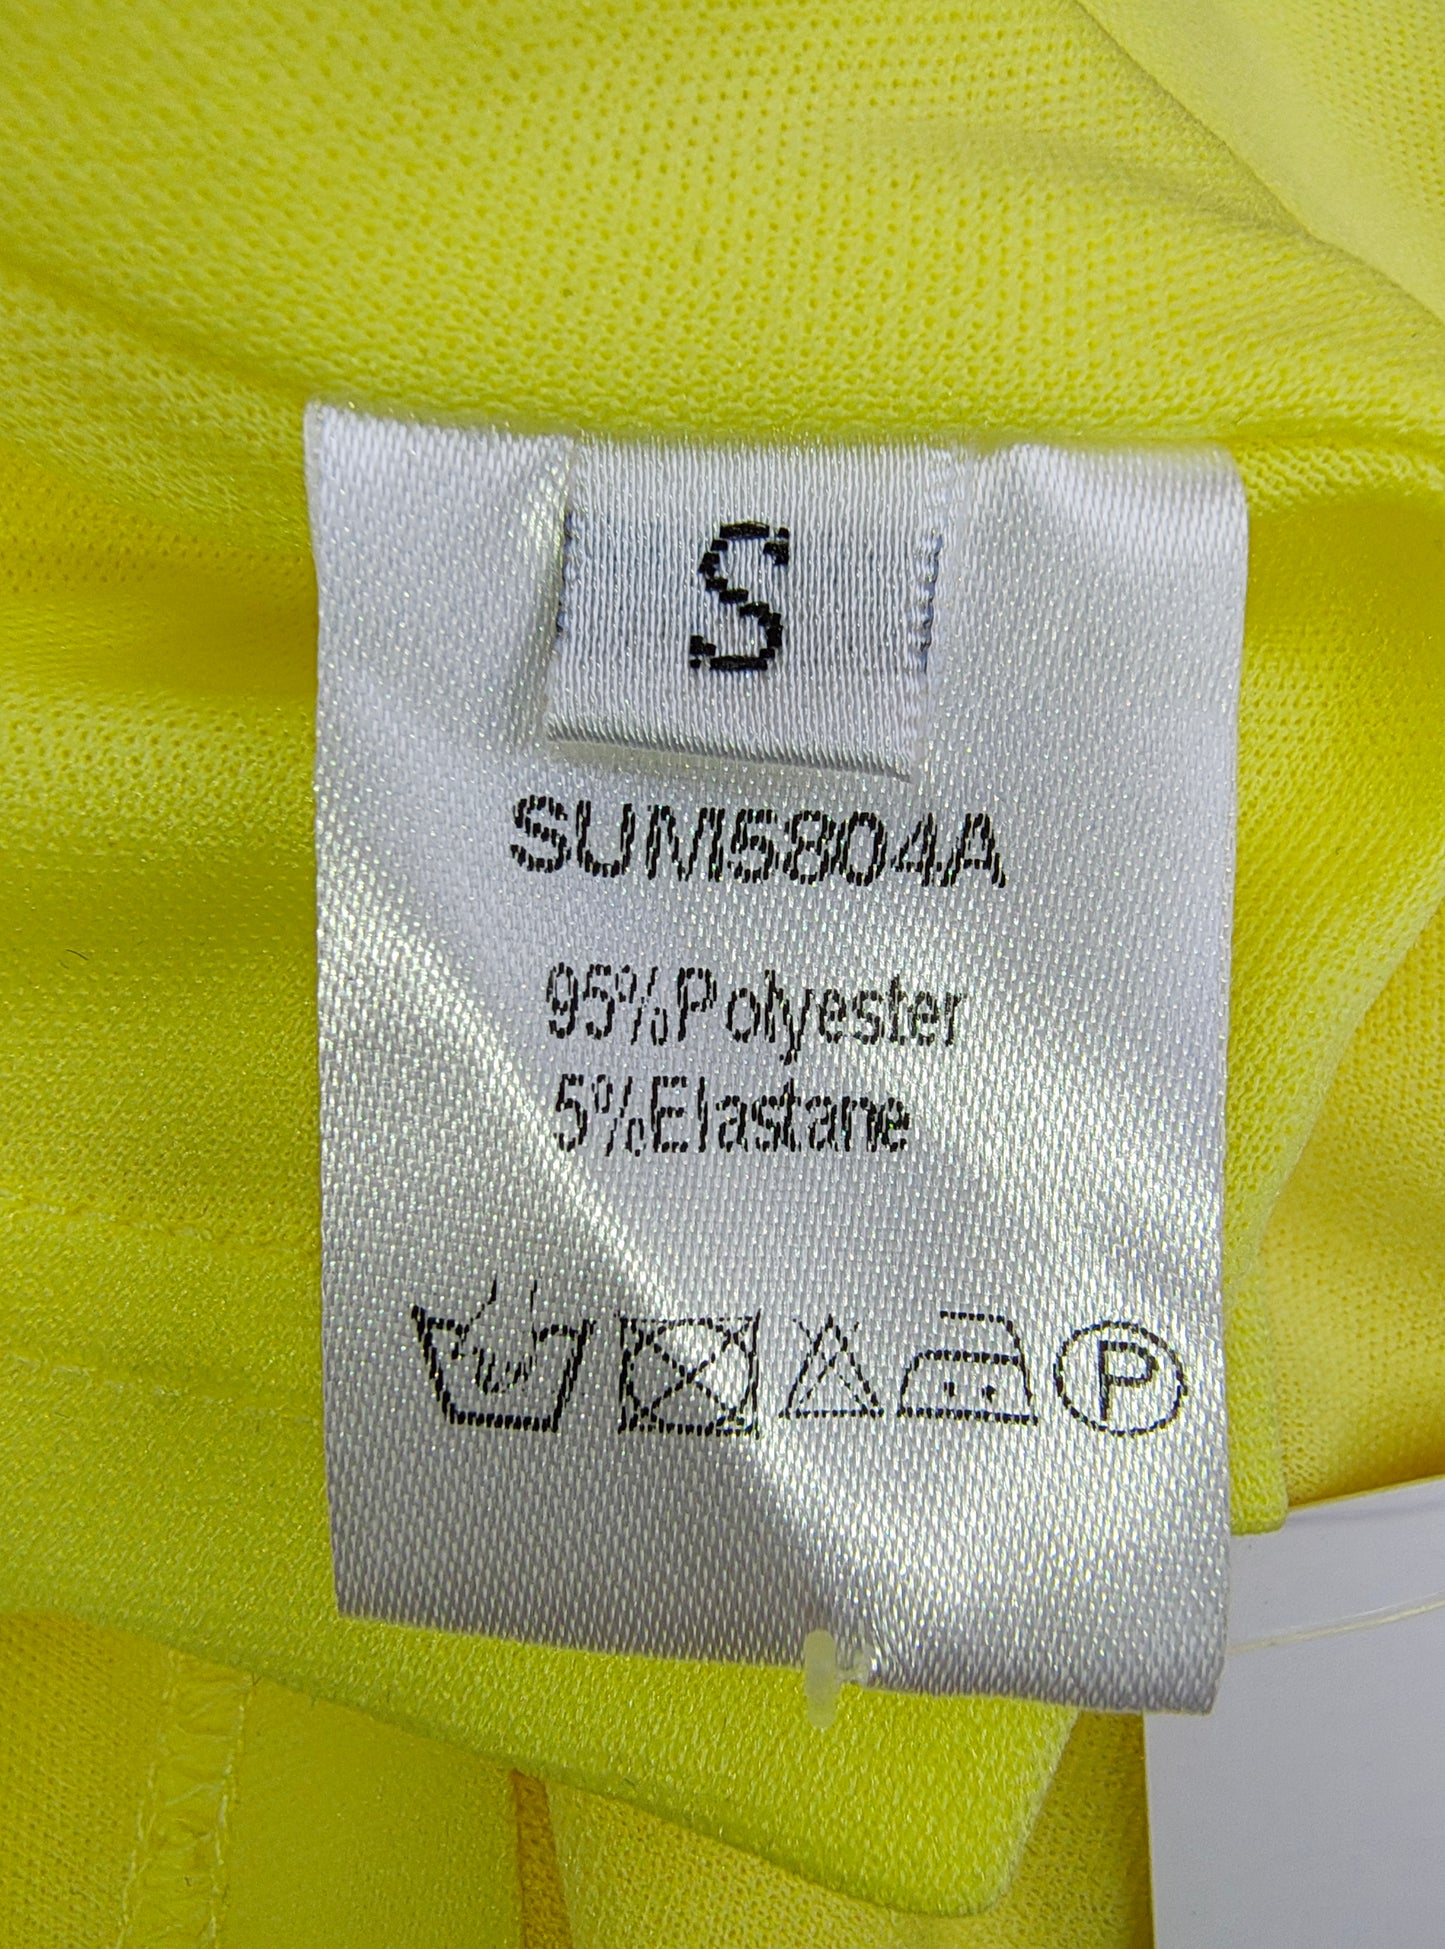 S
SUM5804A
95%Polyester
5%Elastane
P